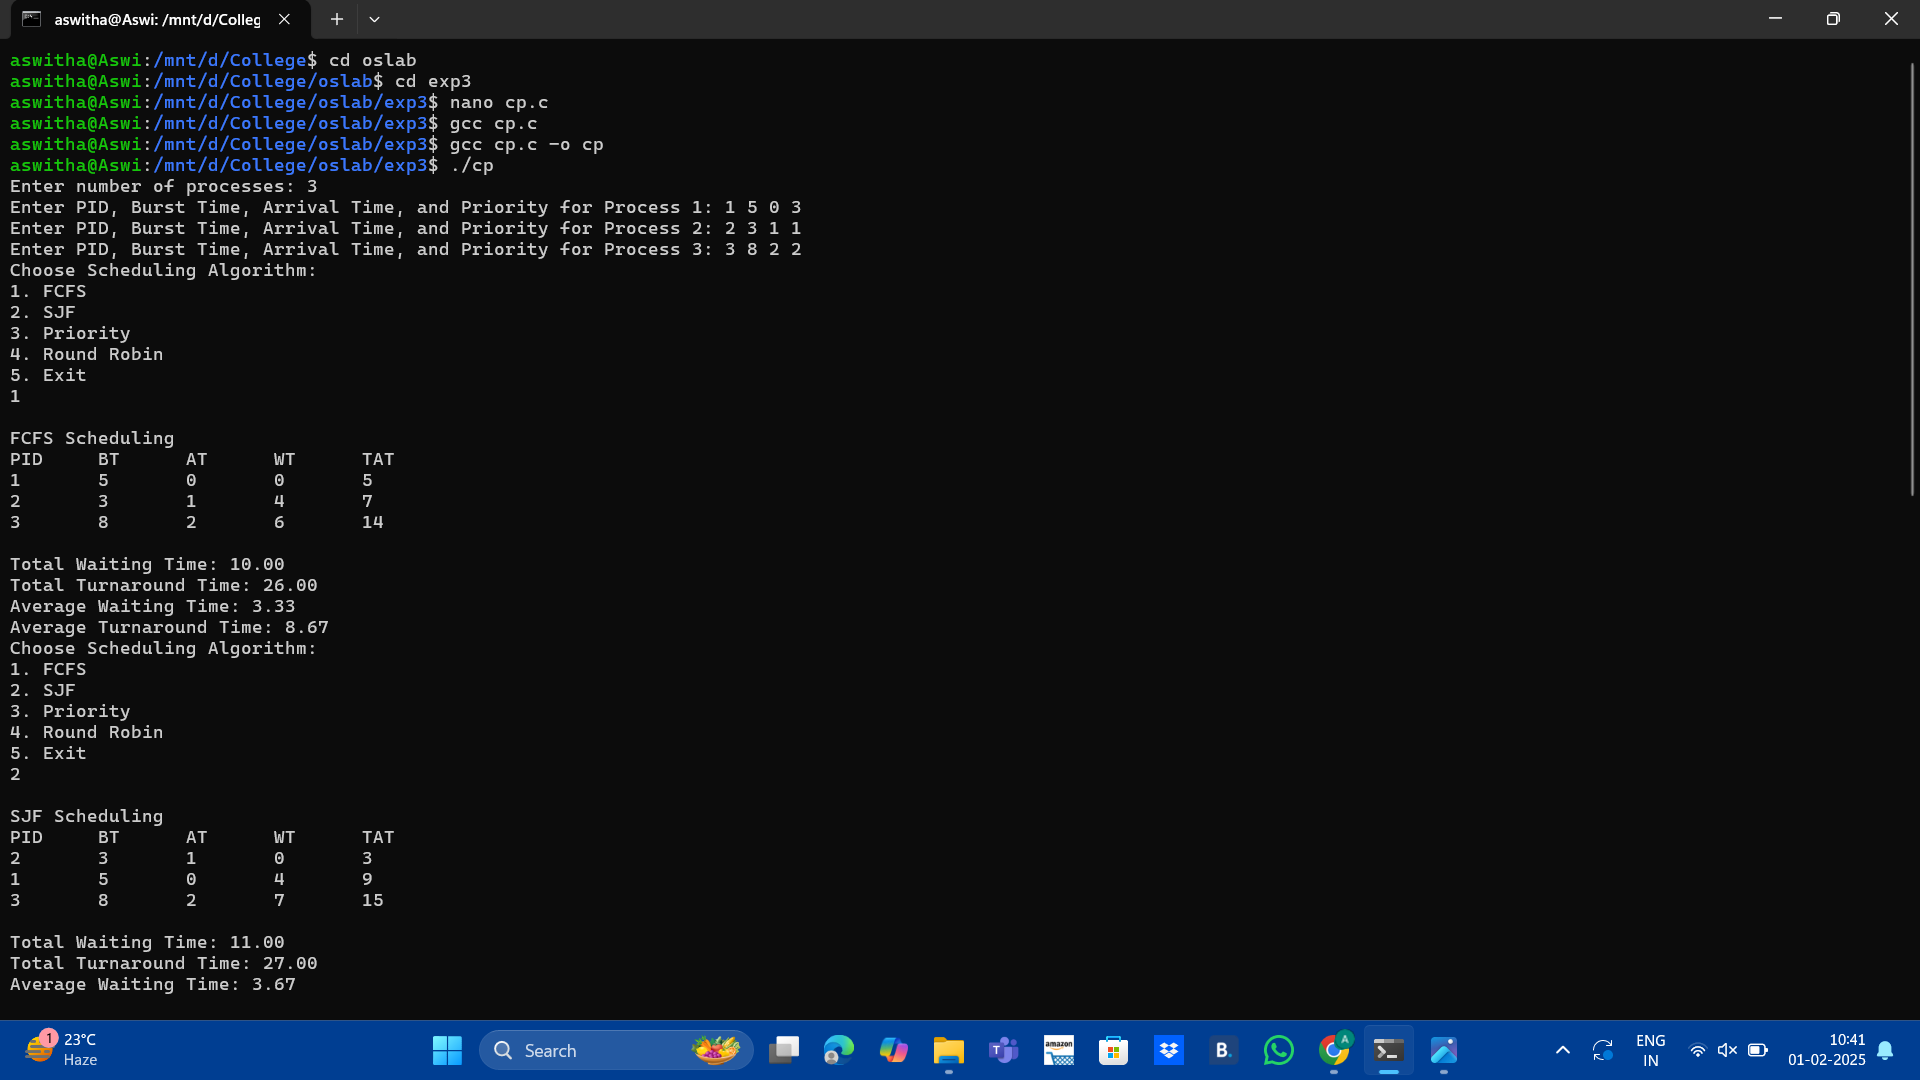 aswitha@Aswi: /mnt/d/Colleg
aswitha@Aswi:/mnt/d/College$ cd oslab
aswitha@Aswi:/mnt/d/College/oslab$ cd exp3
aswitha@Aswi:/mnt/d/College/oslab/exp3$ nano cp.c
aswitha@Aswi:/mnt/d/College/oslab/exp3$ gcc cp.c
aswitha@Aswi:/mnt/d/College/oslab/exp3$ gcc cp.c -o cp
aswitha@Aswi:/mnt/d/College/oslab/exp3$ ./cp
Enter number of processes: 3
Enter PID, Burst Time, Arrival Time, and Priority for Process 1: 1 5 0 3
Enter PID, Burst Time, Arrival Time, and Priority for Process 2: 2 3 1 1
Enter PID, Burst Time, Arrival Time, and Priority for Process 3: 3 8 2 2
Choose Scheduling Algorithm:
1. FCFS
2. SJF
3. Priority
4. Round Robin
5. Exit
1
FCFS Scheduling
PID BT AT WT TAT
1 5 0 0 5
2 3 1 4 7
3 8 2 6 14
Total Waiting Time: 10.00
Total Turnaround Time: 26.00
Average Waiting Time: 3.33
Average Turnaround Time: 8.67
Choose Scheduling Algorithm:
1. FCFS
2. SJF
3. Priority
4. Round Robin
5. Exit
2
SJF Scheduling
PID BT AT WT TAT
2 3 1 0 3
1 5 0 4 9
3 8 2 7 15
Total Waiting Time: 11.00
Total Turnaround Time: 27.00
Average Waiting Time: 3.67
1
23°C
Haze
Search
T
amazon
B.
A
ENG
IN
10:41
01-02-2025